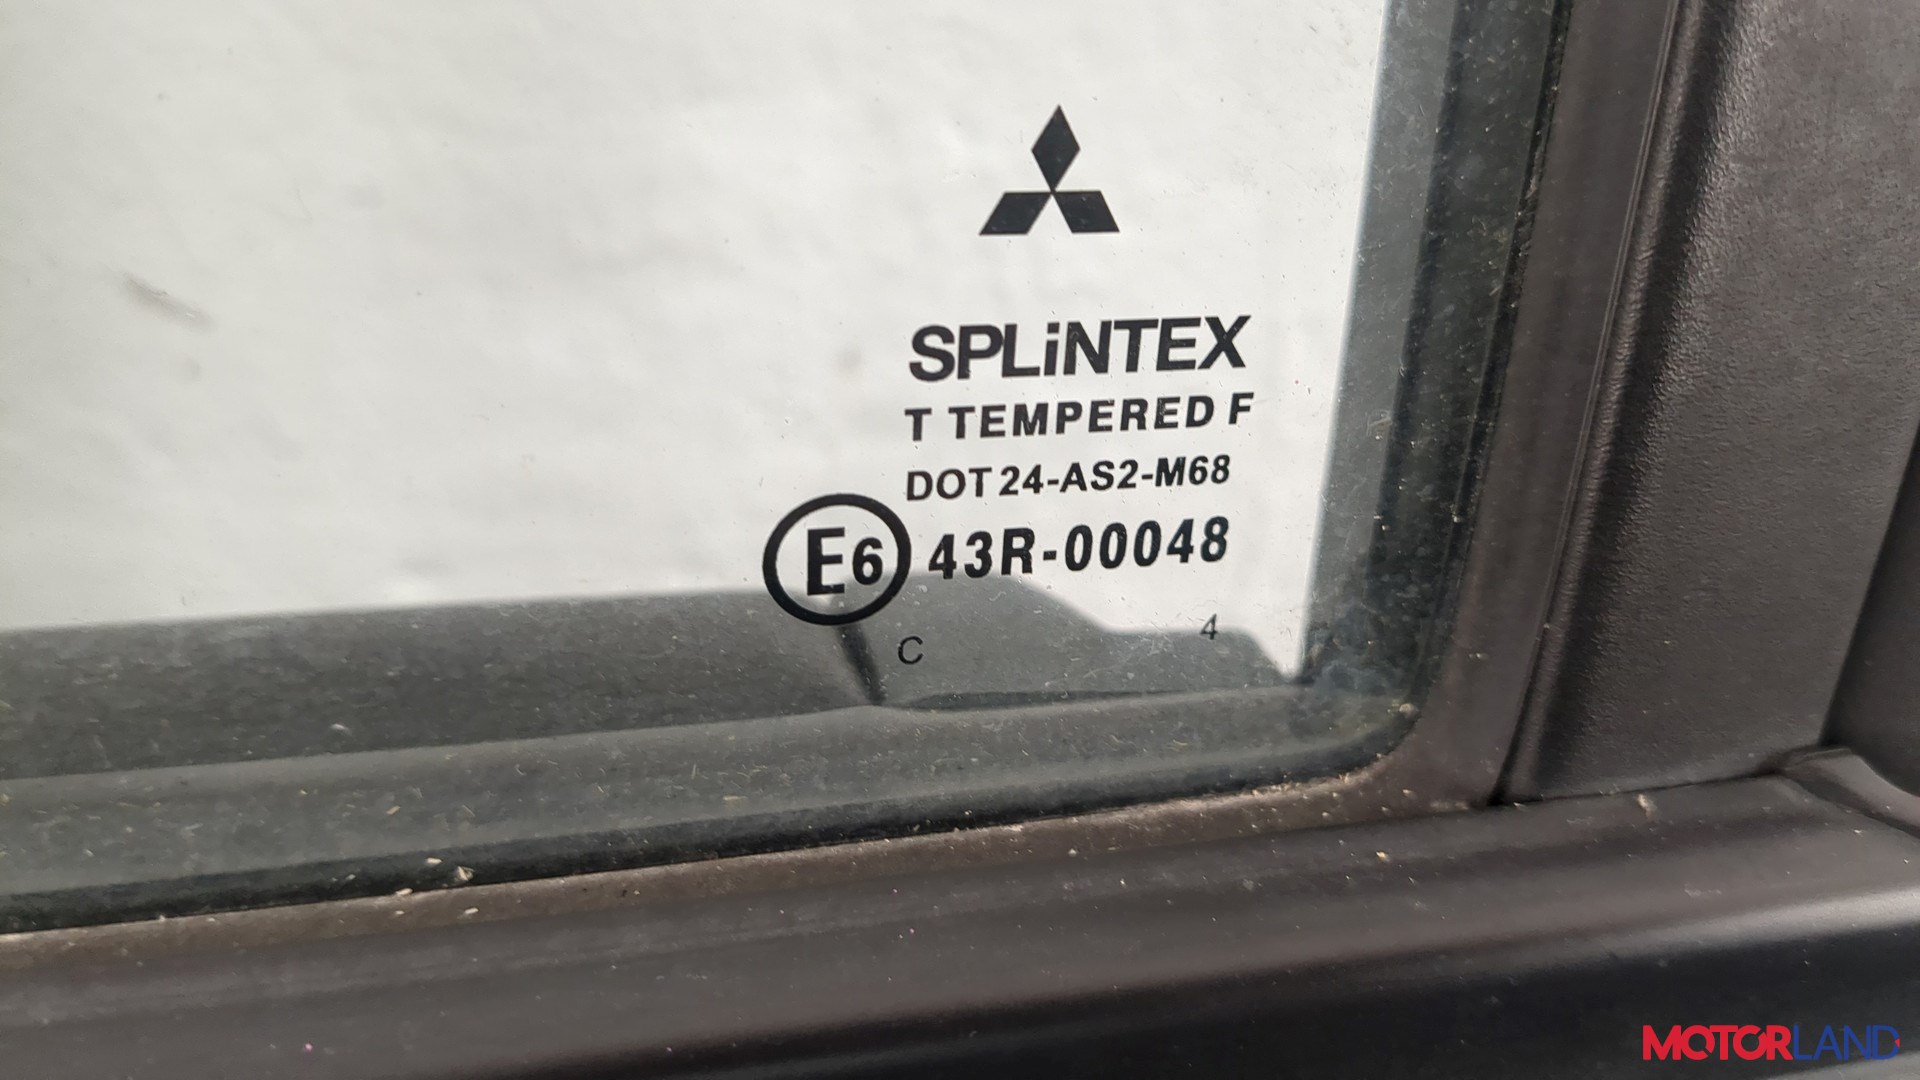 SPLiNTEX
T TEMPERED F
DOT 24-AS2-M68
E6 43R-00048
C 4
MOTORLAND